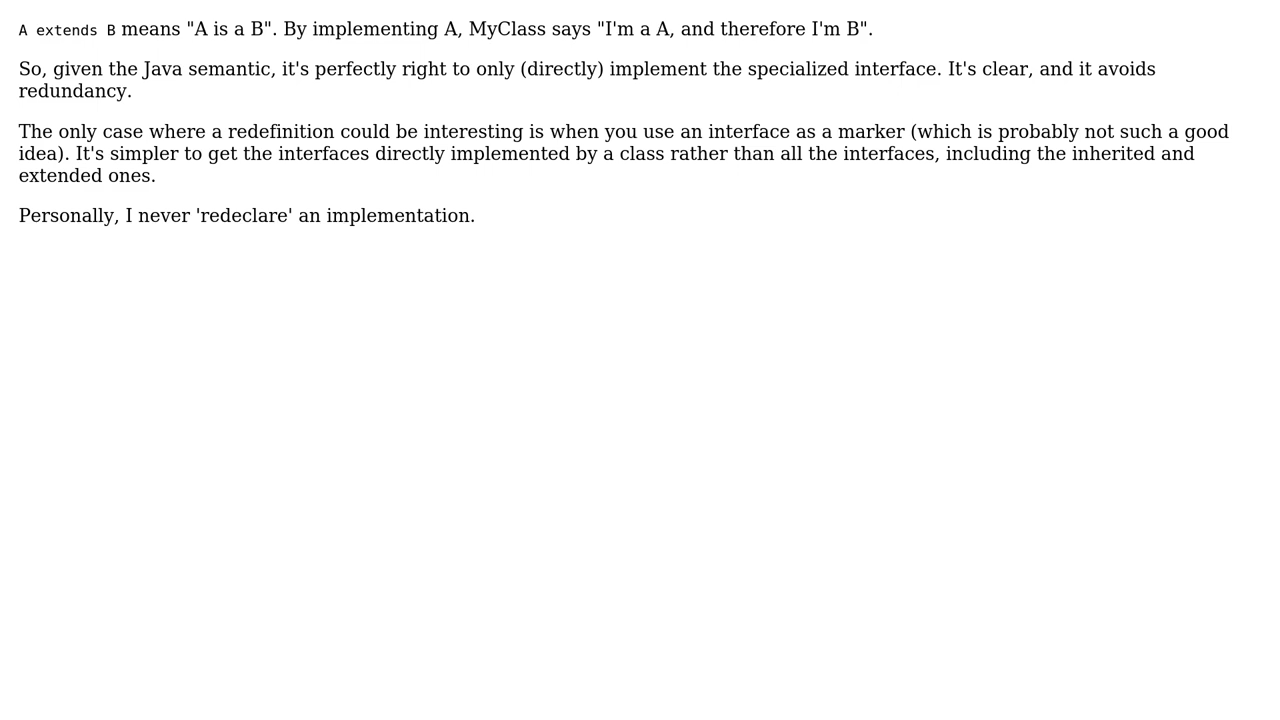 A extends B means "A is a B". By implementing A, MyClass says "I'm a A, and therefore I'm B".
So, given the Java semantic, it's perfectly right to only (directly) implement the specialized interface. It's clear, and it avoids
redundancy.
The only case where a redefinition could be interesting is when you use an interface as a marker (which is probably not such a good
idea). It's simpler to get the interfaces directly implemented by a class rather than all the interfaces, including the inherited and
extended ones.
Personally, I never 'redeclare' an implementation.